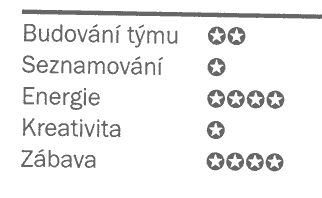 Budování týmu ✪✪
Seznamování ✪
Energie ✪✪✪✪
Kreativita ✪
Zábava ✪✪✪✪